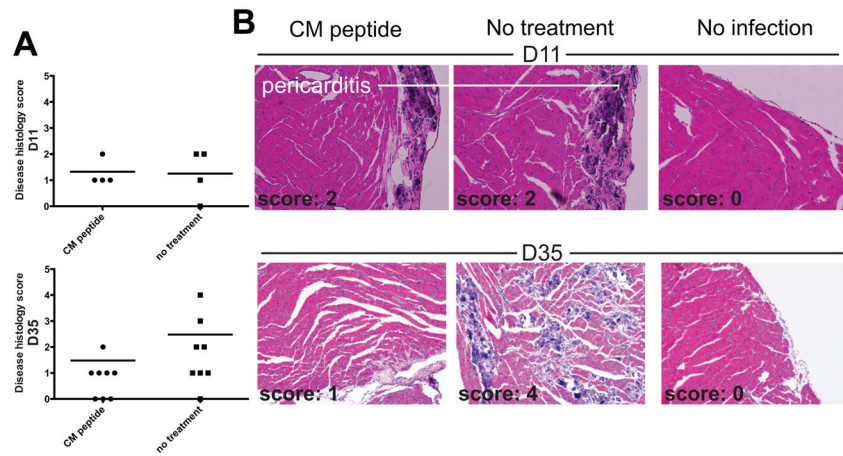 A
B
CM peptide
No treatment
No infection
D11
Disease histology score
D11
5
4
3
2
1
0
CM peptide
no treatment
pericarditis
score: 2
score: 2
score: 0
D35
Disease histology score
D35
5
4
3
2
1
0
CM peptide
no treatment
score: 1
score: 4
score: 0